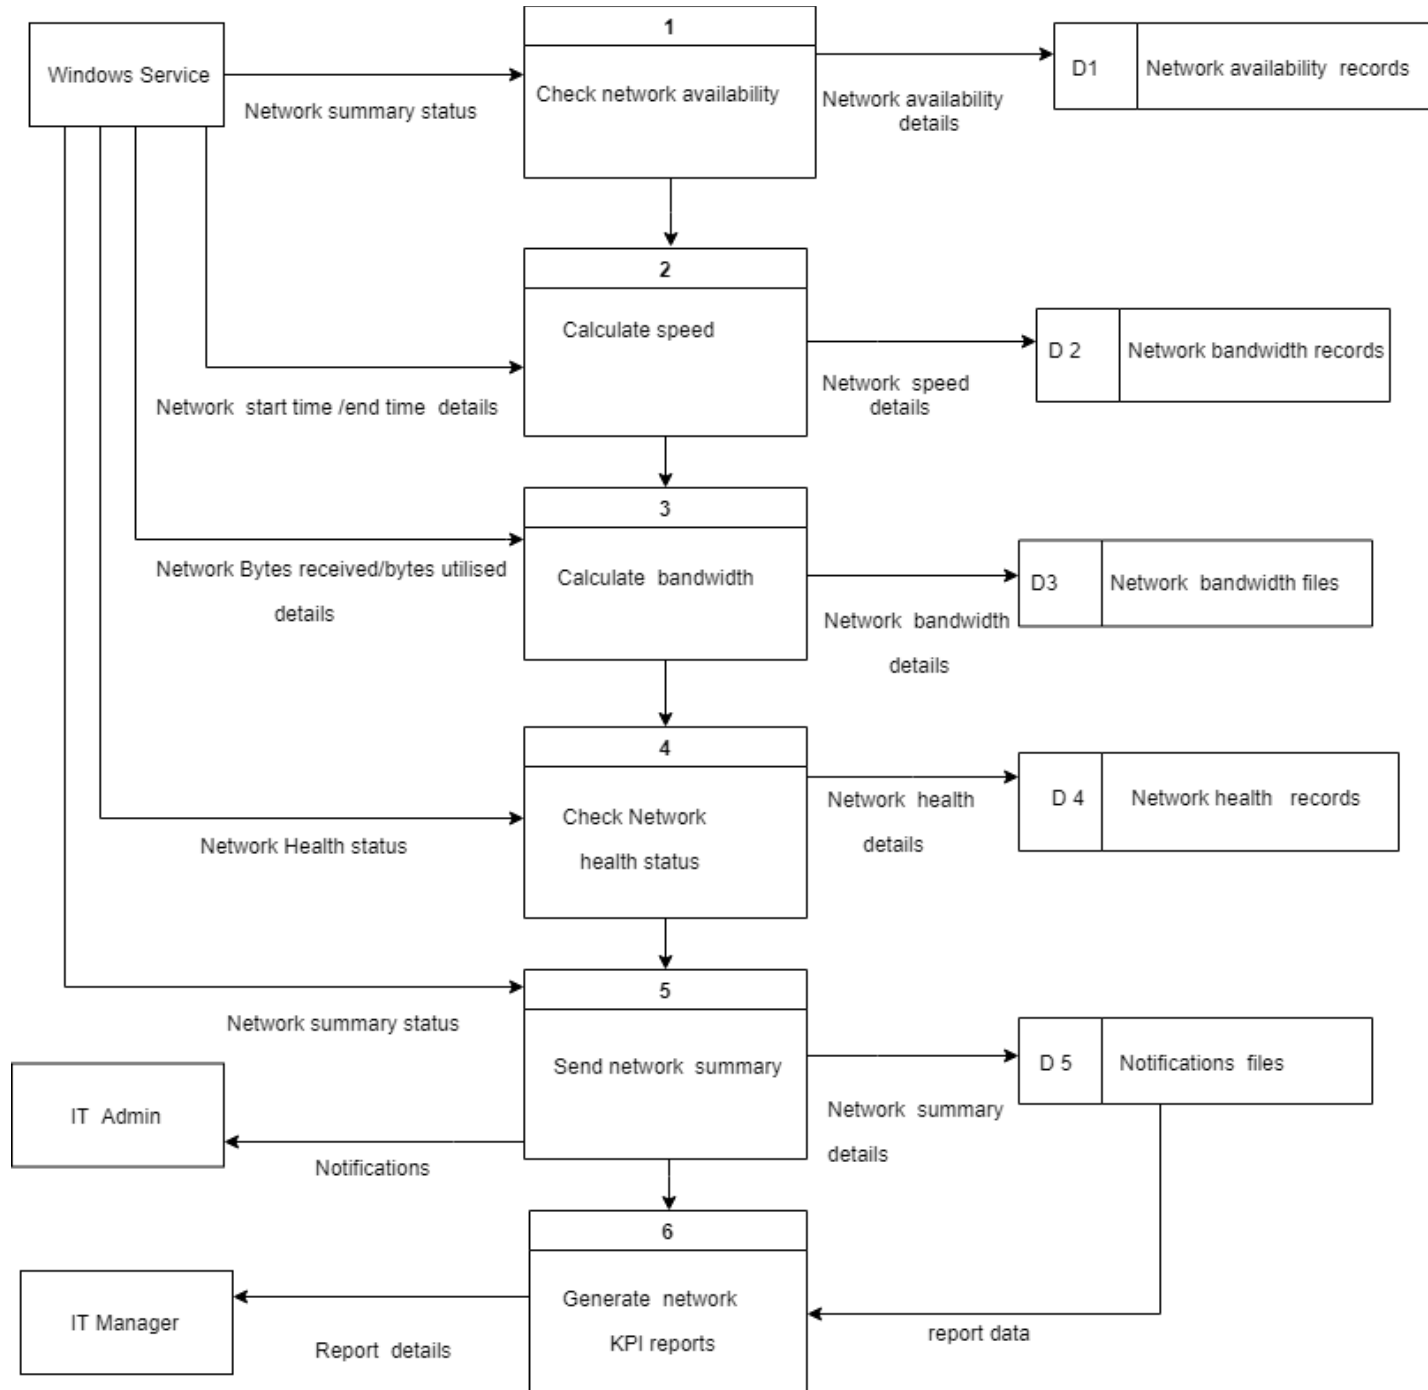 1
Windows Service
Network summary status
Check network availability
Network availability
details
D1
Network availability records
2
Calculate speed
Network start time /end time details
Network speed
details
D 2
Network bandwidth records
3
Calculate bandwidth
Network Bytes received/bytes utilised
details
Network bandwidth
details
D3
Network bandwidth files
4
Check Network
health status
Network Health status
Network health
details
D 4
Network health records
5
Send network summary
Network summary status
Network summary
details
D 5
Notifications files
IT Admin
Notifications
6
Generate network
KPI reports
IT Manager
Report details
report data